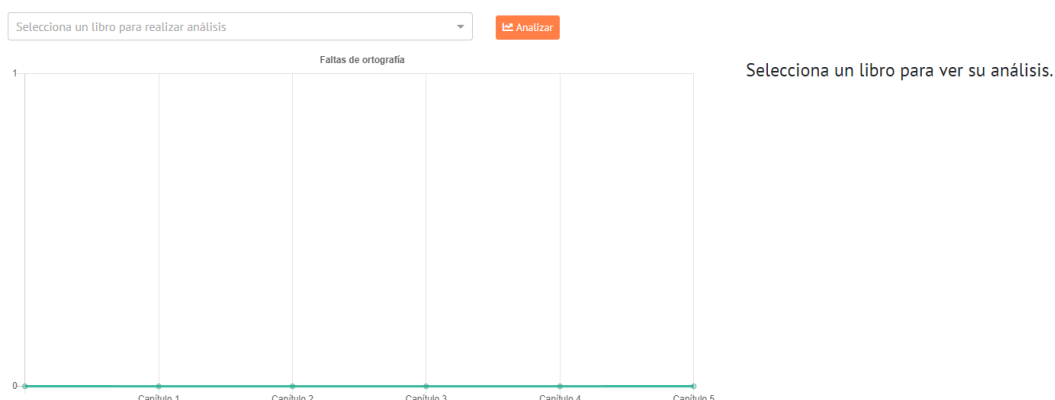 Selecciona un libro para realizar análisis
Analizar
Faltas de ortografía
Selecciona un libro para ver su análisis.
1
0
Capítulo 1 Capítulo 2 Capítulo 3 Capítulo 4 Capítulo 5